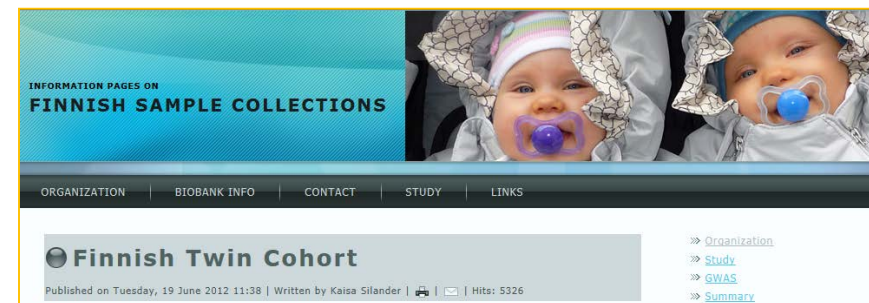 INFORMATION PAGES ON
FINNISH SAMPLE COLLECTIONS
ORGANIZATION | BIOBANK INFO | CONTACT | STUDY | LINKS
Finnish Twin Cohort
Published on Tuesday, 19 June 2012 11:38 | Written by Kaisa Silander | | | Hits: 5326
Organization
Study
GWAS
Summary